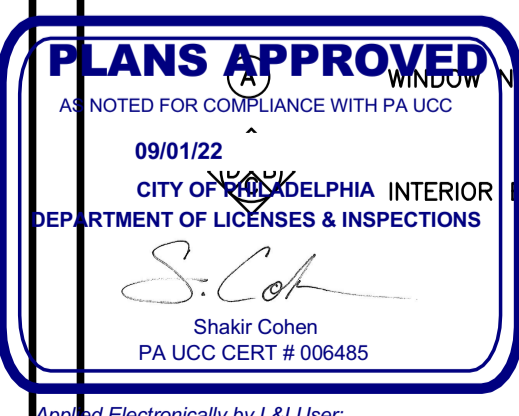 PLANS APPROVED
A
WINDOW N
AS NOTED FOR COMPLIANCE WITH PA UCC
09/01/22
CITY OF PHILADELPHIA
INTERIOR
DEPARTMENT OF LICENSES & INSPECTIONS
S. Coh
Shakir Cohen
PA UCC CERT # 006485
Applied Electronically by L&I User: